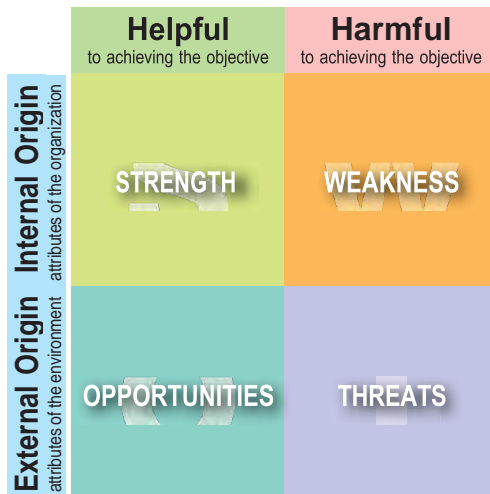 Helpful
to achieving the objective
Harmful
to achieving the objective
Internal Origin
attributes of the organization
STRENGTH
WEAKNESS
External Origin
attributes of the environment
OPPORTUNITIES
THREATS